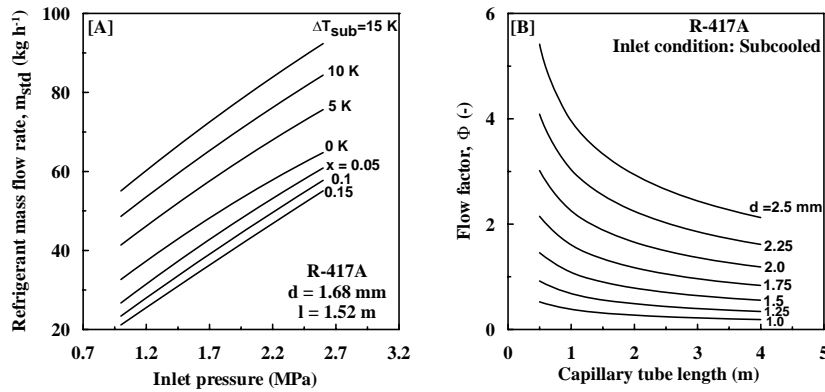 [A]
ΔTsub=15 K
10 K
5 K
0 K
x = 0.05
0.1
0.15
R-417A
d = 1.68 mm
l = 1.52 m
Refrigerant mass flow rate, mstd (kg h-1)
100
80
60
40
20
0.7
1.2
1.7
2.2
2.7
3.2
Inlet pressure (MPa)
[B]
R-417A
Inlet condition: Subcooled
d =2.5 mm
2.25
2.0
1.75
1.5
1.25
1.0
Flow factor, Φ (-)
6
4
2
0
0
1
2
3
4
5
Capillary tube length (m)